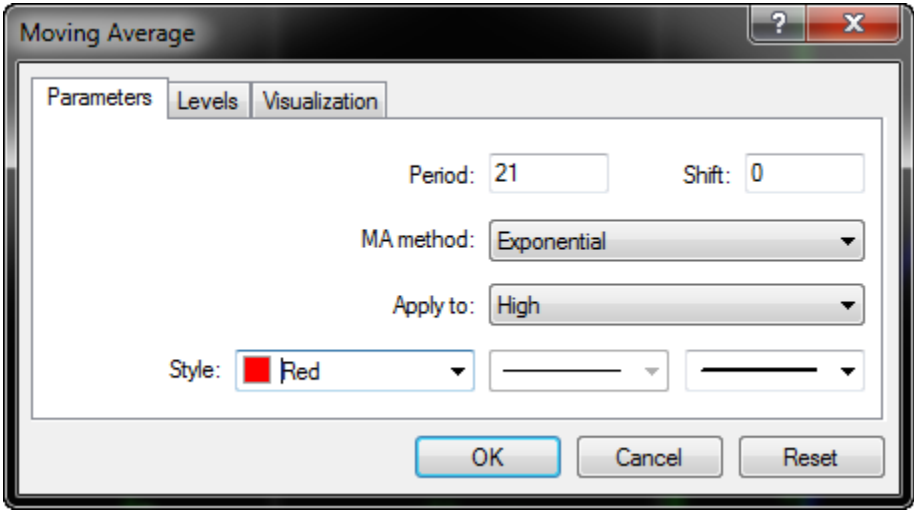 Moving Average
Parameters Levels Visualization
Period: 21 Shift: 0
MA method: Exponential
Apply to: High
Style: Red
OK Cancel Reset